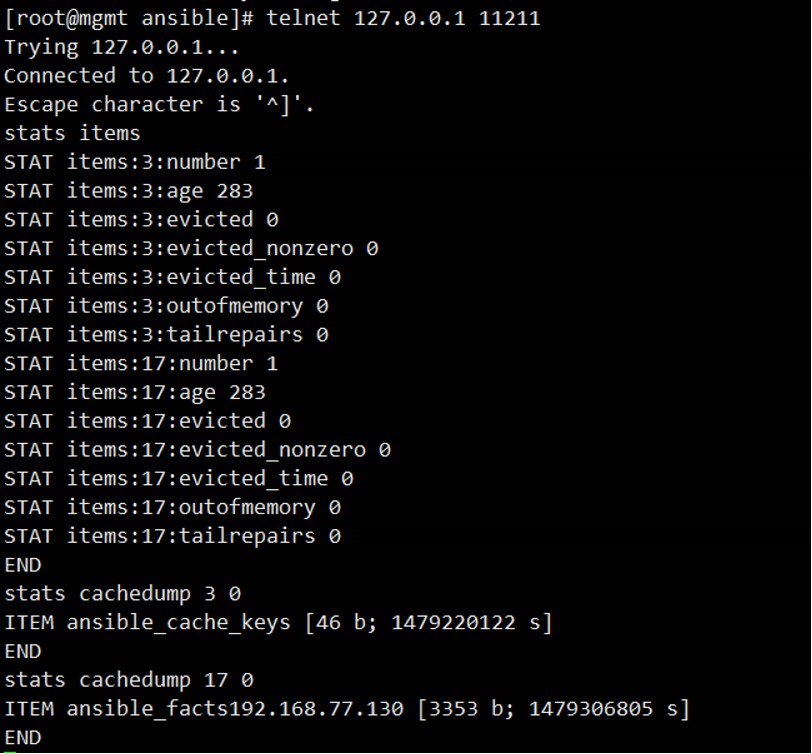 [root@mgmt ansible]# telnet 127.0.0.1 11211
Trying 127.0.0.1...
Connected to 127.0.0.1.
Escape character is '^]'.
stats items
STAT items:3:number 1
STAT items:3:age 283
STAT items:3:evicted 0
STAT items:3:evicted_nonzero 0
STAT items:3:evicted_time 0
STAT items:3:outofmemory 0
STAT items:3:tailrepairs 0
STAT items:17:number 1
STAT items:17:age 283
STAT items:17:evicted 0
STAT items:17:evicted_nonzero 0
STAT items:17:evicted_time 0
STAT items:17:outofmemory 0
STAT items:17:tailrepairs 0
END
stats cachedump 3 0
ITEM ansible_cache_keys [46 b; 1479220122 s]
END
stats cachedump 17 0
ITEM ansible_facts192.168.77.130 [3353 b; 1479306805 s]
END